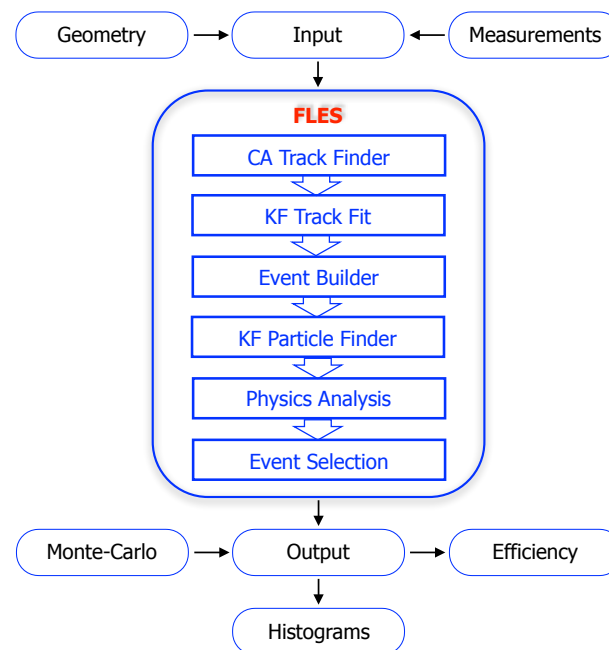 Geometry
Input
Measurements
FLES
CA Track Finder
KF Track Fit
Event Builder
KF Particle Finder
Physics Analysis
Event Selection
Monte-Carlo
Output
Efficiency
Histograms